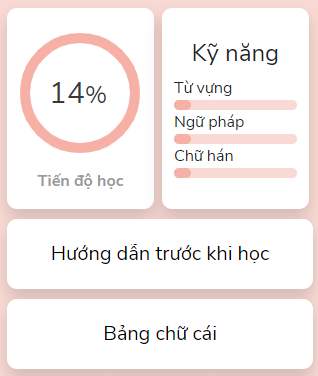 14%
Tiến độ học
Kỹ năng
Từ vựng
Ngữ pháp
Chữ hán
Hướng dẫn trước khi học
Bảng chữ cái